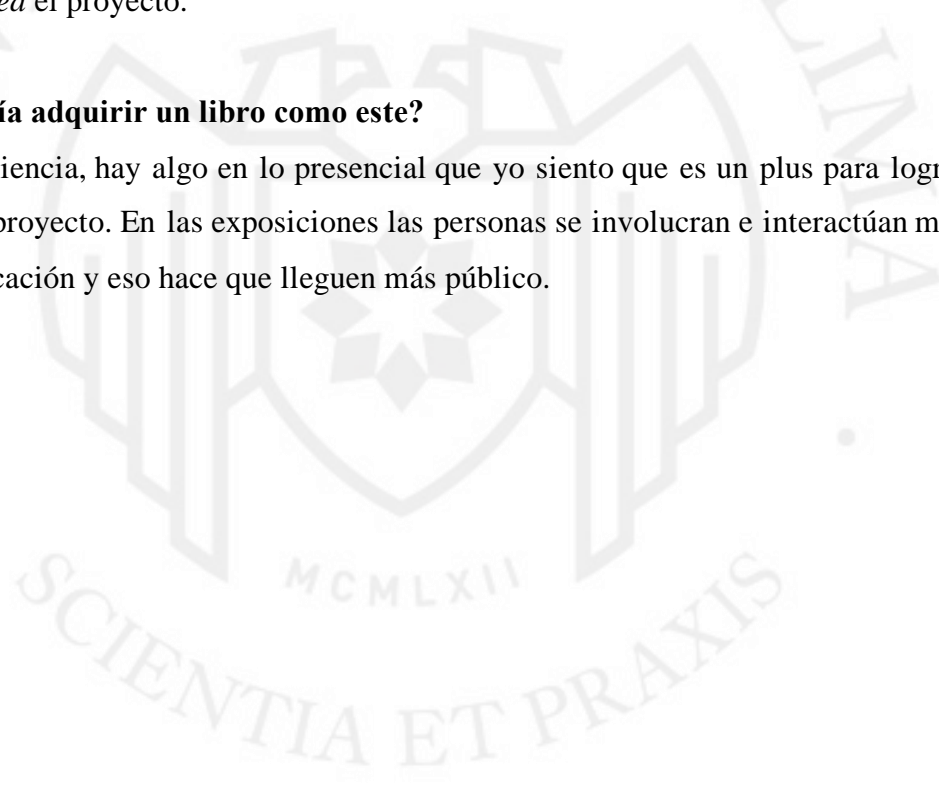 ea el proyecto.
ía adquirir un libro como este?
iencia, hay algo en lo presencial que yo siento que es un plus para logr
proyecto. En las exposiciones las personas se involucran e interactúan m
cación y eso hace que lleguen más público.
LIMA
MCMLXII
SCIENTIA ET PRAXIS